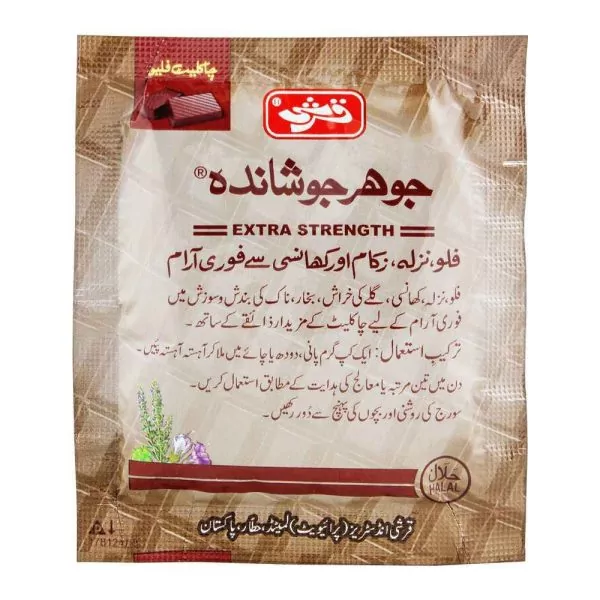 چاکلیٹ فلیور
قرشی®
جوھر جوشاندہ®
EXTRA STRENGTH
فلو، نزلہ، زکام اور کھانسی سے فوری آرام
فلو، نزلہ، کھانسی، گلے کی خراش، بخار، ناک کی بندش و سوزش میں
فوری آرام کے لیے چاکلیٹ کے مزیدار ذائقے کے ساتھ۔
ترکیب استعمال: ایک کپ گرم پانی، دودھ یا چائے میں ملا کر آہستہ آہستہ پئیں۔
دن میں تین مرتبہ یا معالج کی ہدایت کے مطابق استعمال کریں۔
سورج کی روشنی اور بچوں کی پہنچ سے دُور رکھیں۔
حلال
HALAL
قرشی انڈسٹریز (پرائیویٹ) لمیٹڈ، حطار، پاکستان